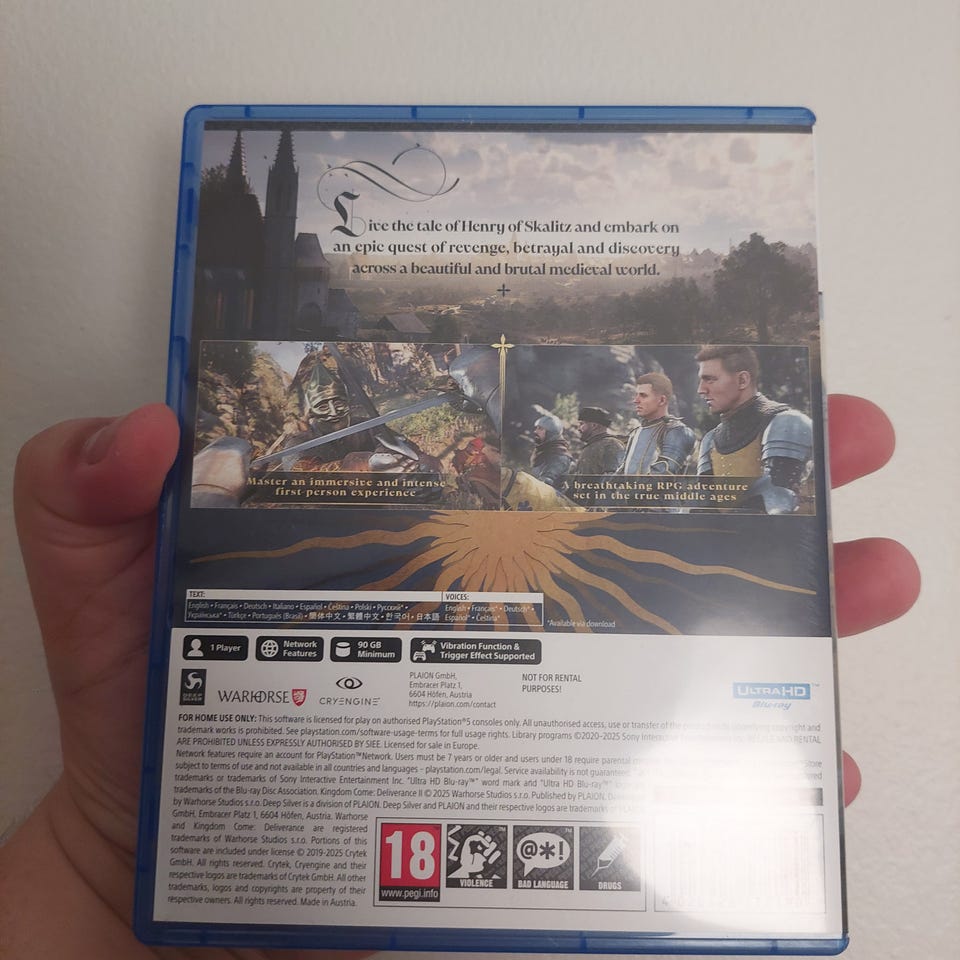 Live the tale of Henry of Skalitz and embark on
an epic quest of revenge, betrayal and discovery
across a beautiful and brutal medieval world.
Master an immersive and intense
first-person experience
A breathtaking RPG adventure
set in the true middle ages
TEXT:
English • Français • Deutsch • Italiano • Español • Čeština • Polski • Русский* •
Українська* • Türkçe • Português (Brasil) • 简体中文 • 繁體中文 • 한국어 • 日本語
VOICES:
English • Français* • Deutsch* •
Español* • Čeština*
*Available via download
1 Player
Network
Features
90 GB
Minimum
Vibration Function &
Trigger Effect Supported
DEEP
SILVER
WARHORSE
CRYENGINE®
PLAION GmbH,
Embracer Platz 1,
6604 Höfen, Austria
https://plaion.com/contact
NOT FOR RENTAL
PURPOSES!
ULTRA HD™
Blu-ray
FOR HOME USE ONLY: This software is licensed for play on authorised PlayStation®5 consoles only. All unauthorised access, use or transfer of the copyright and
trademark works is prohibited. See playstation.com/software-usage-terms for full usage rights. Library programs ©2020-2025 Sony Interactive RENTAL
ARE PROHIBITED UNLESS EXPRESSLY AUTHORISED BY SIEE. Licensed for sale in Europe.
Network features require an account for PlayStation™Network. Users must be 7 years or older and users under 18 require parental Store
subject to terms of use and not available in all countries and languages – playstation.com/legal. Service availability is not guaranteed.
trademarks or trademarks of Sony Interactive Entertainment Inc. "Ultra HD Blu-ray™" word mark and "Ultra HD
trademarks of the Blu-ray Disc Association. Kingdom Come: Deliverance II © 2025 Warhorse Studios s.r.o. Published by PLAION
GmbH, Embracer Platz 1, 6604 Höfen, Austria. Deep Silver is a division of PLAION. Deep Silver and PLAION and their respective logos are trademarks of PLAION
GmbH, Embracer Platz 1, 6604 Höfen, Austria. Warhorse
and Kingdom Come: Deliverance are registered
trademarks of Warhorse Studios s.r.o. Portions of this
software are included under license © 2019-2025 Crytek
GmbH. All rights reserved. Crytek, Cryengine and their
respective logos are trademarks of Crytek GmbH. All other
trademarks, logos and copyrights are property of their
respective owners. All rights reserved. Made in Austria.
18
www.pegi.info
VIOLENCE
@*!
BAD LANGUAGE
DRUGS